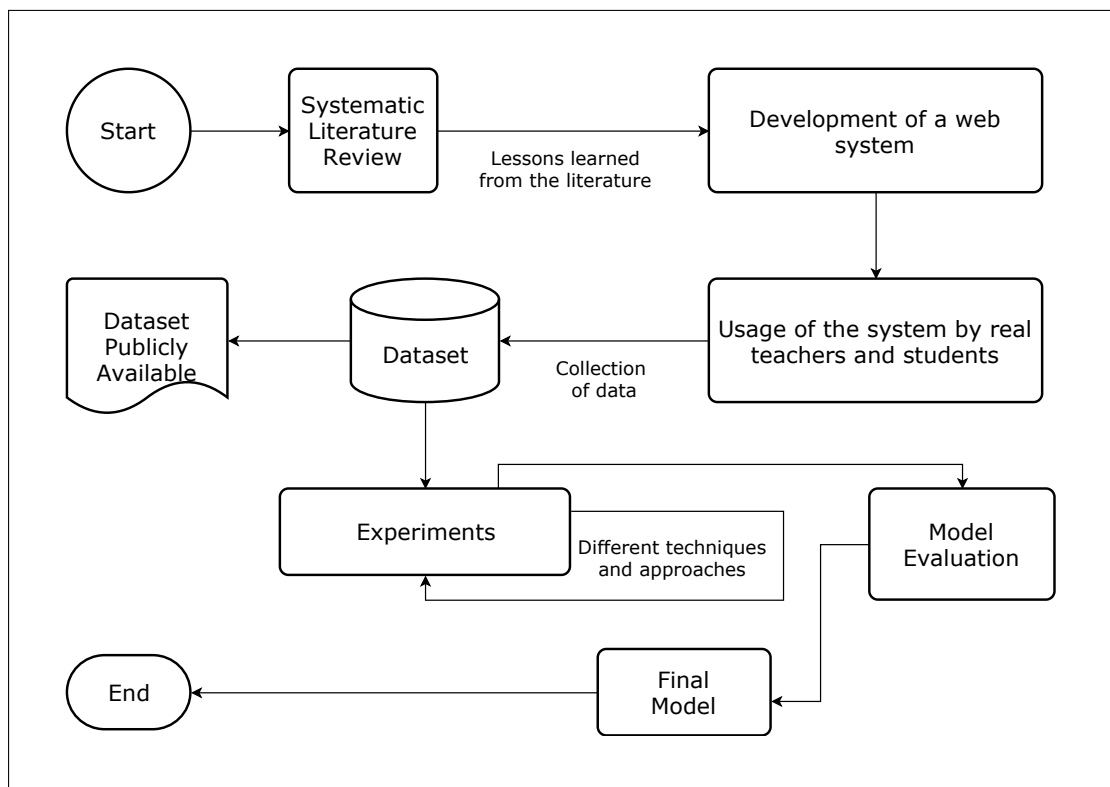 Start
Systematic
Literature
Review
Lessons learned
from the literature
Development of a web
system
Dataset
Publicly
Available
Dataset
Collection
of data
Usage of the system by real
teachers and students
Experiments
Different techniques
and approaches
Model
Evaluation
End
Final
Model